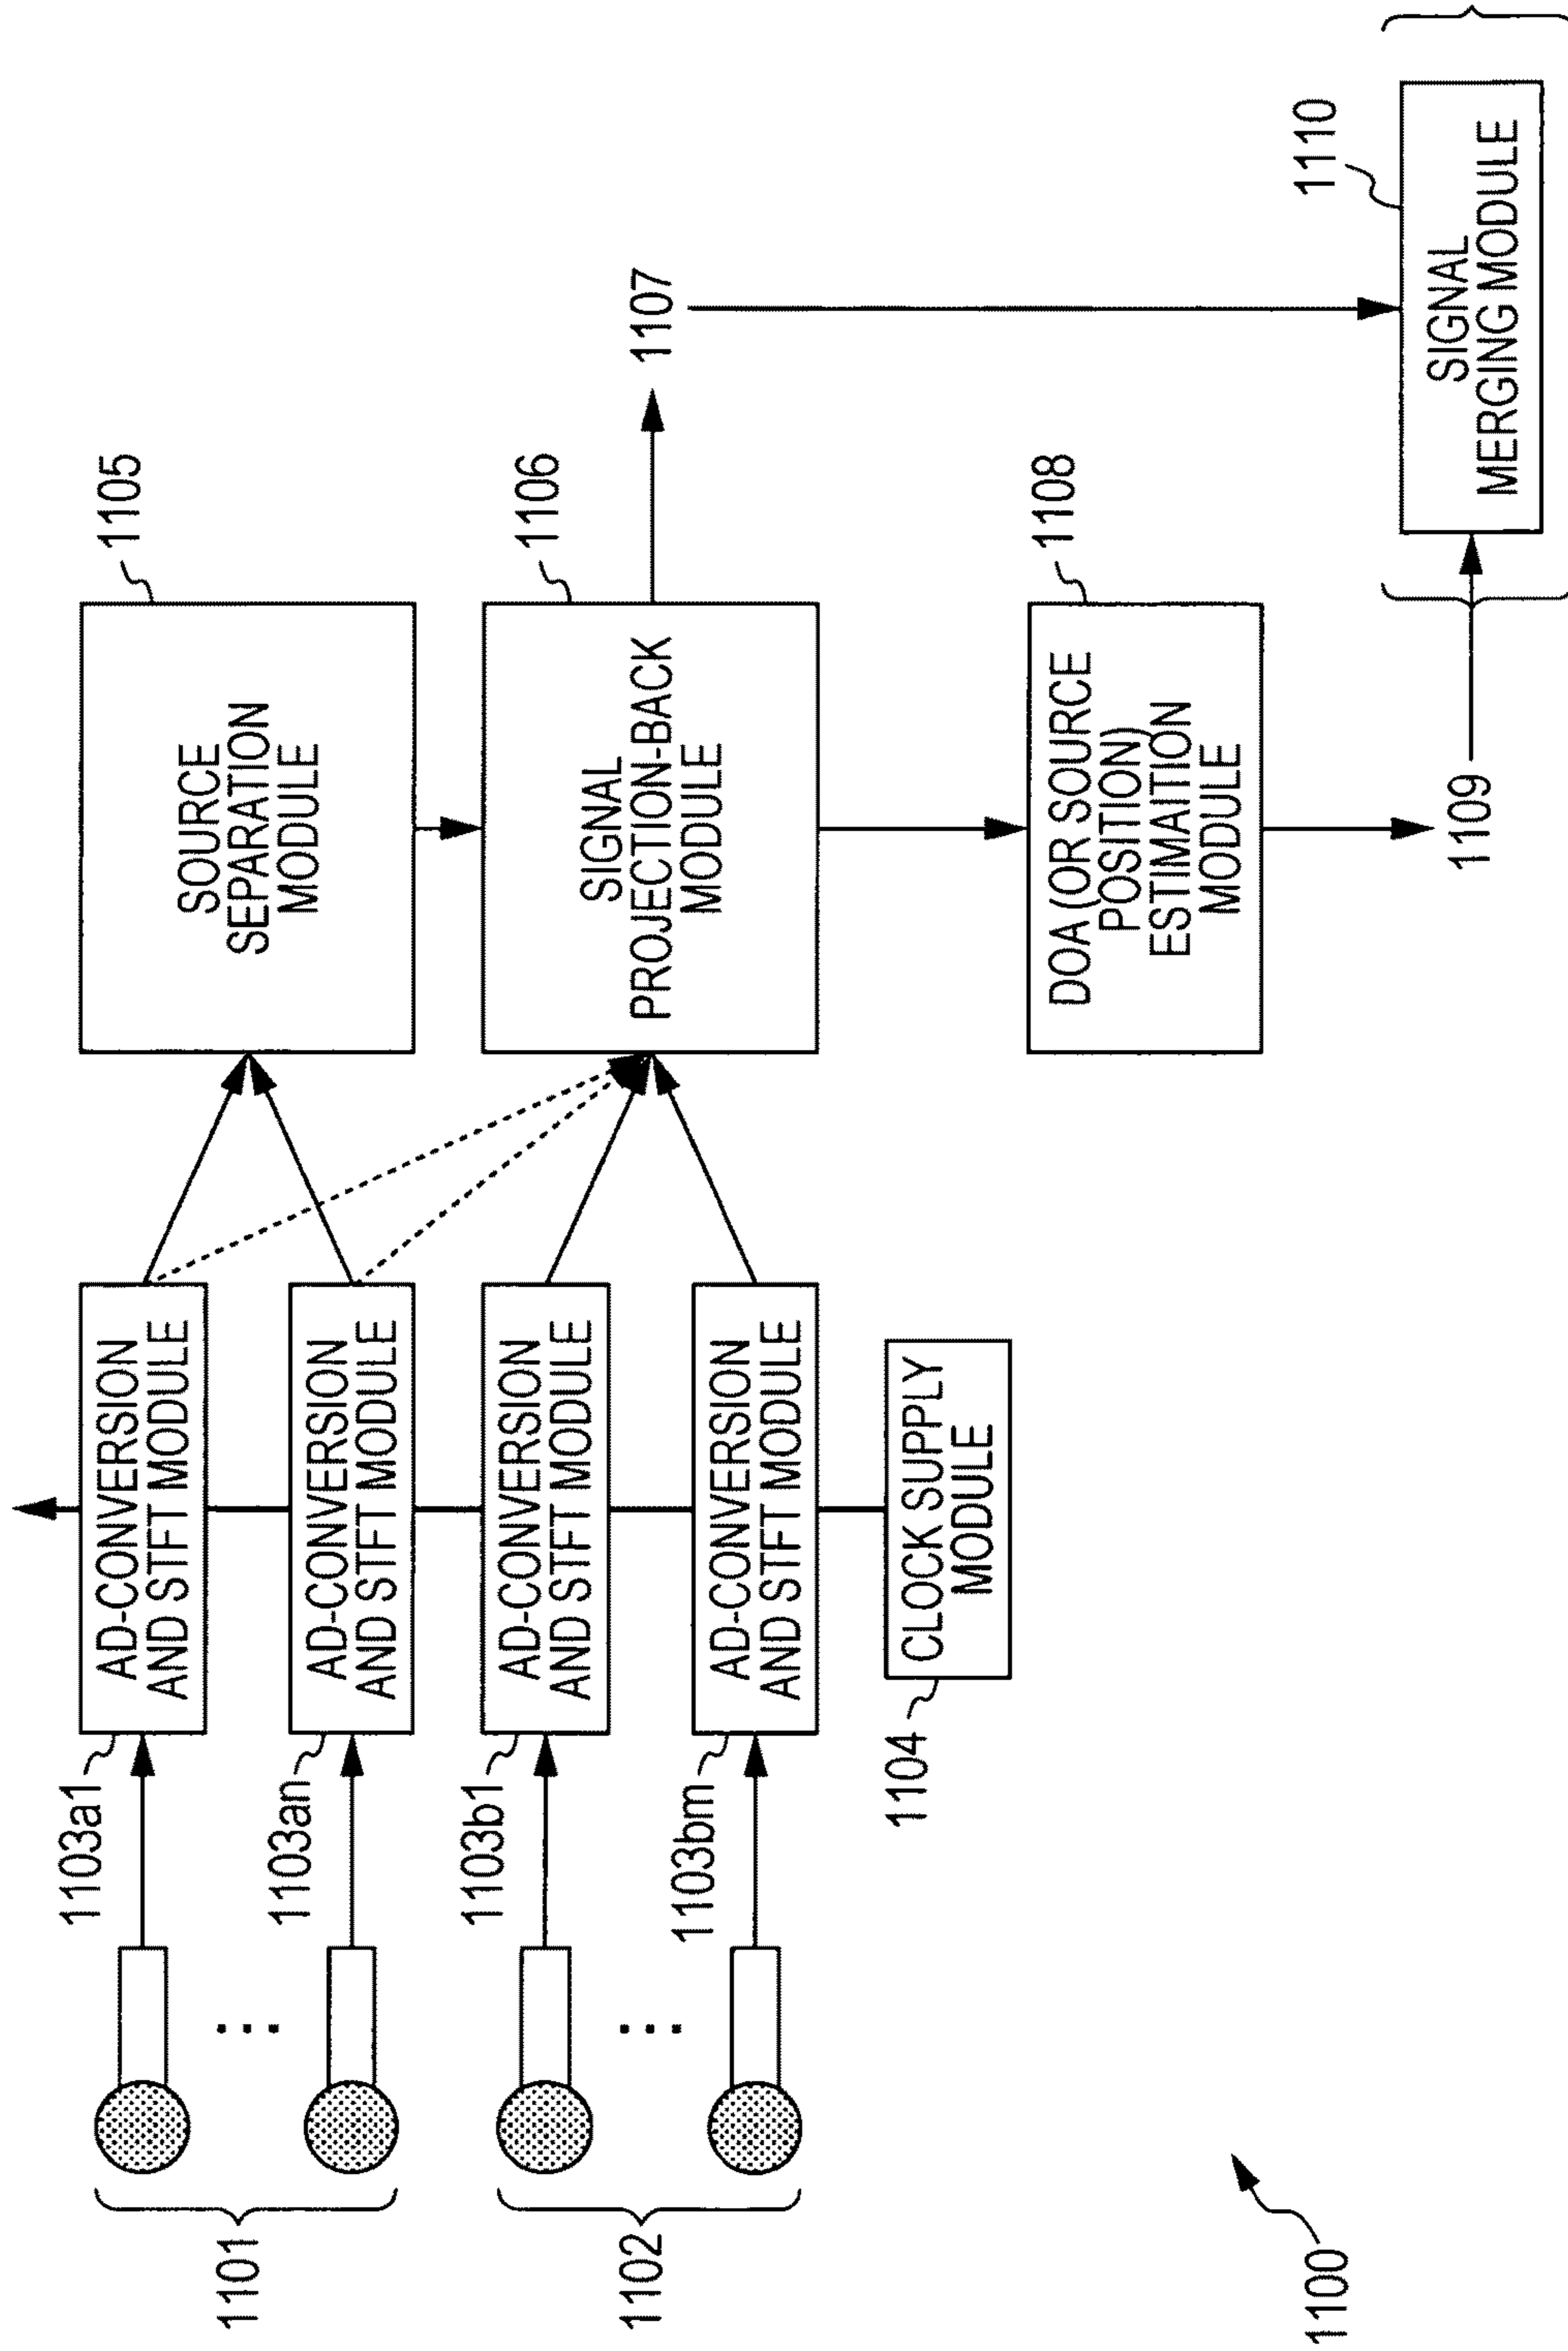 1101
1102
1103a1
1103an
1103b1
1103bm
1104
AD-CONVERSION
AND STFT MODULE
AD-CONVERSION
AND STFT MODULE
AD-CONVERSION
AND STFT MODULE
AD-CONVERSION
AND STFT MODULE
CLOCK SUPPLY
MODULE
1105
SOURCE
SEPARATION
MODULE
1106
SIGNAL
PROJECTION-BACK
MODULE
1107
1108
DOA (OR SOURCE
POSITION)
ESTIMAITION
MODULE
1109
1110
SIGNAL
MERGING MODULE
1100